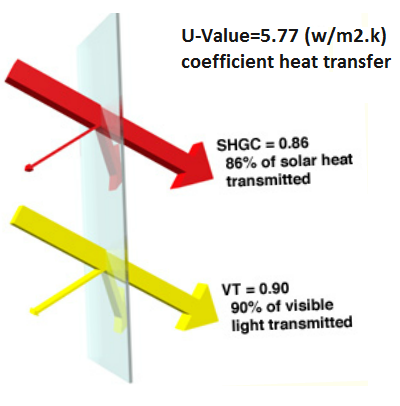 U-Value=5.77 (w/m2.k)
coefficient heat transfer
SHGC = 0.86
86% of solar heat
transmitted
VT = 0.90
90% of visible
light transmitted